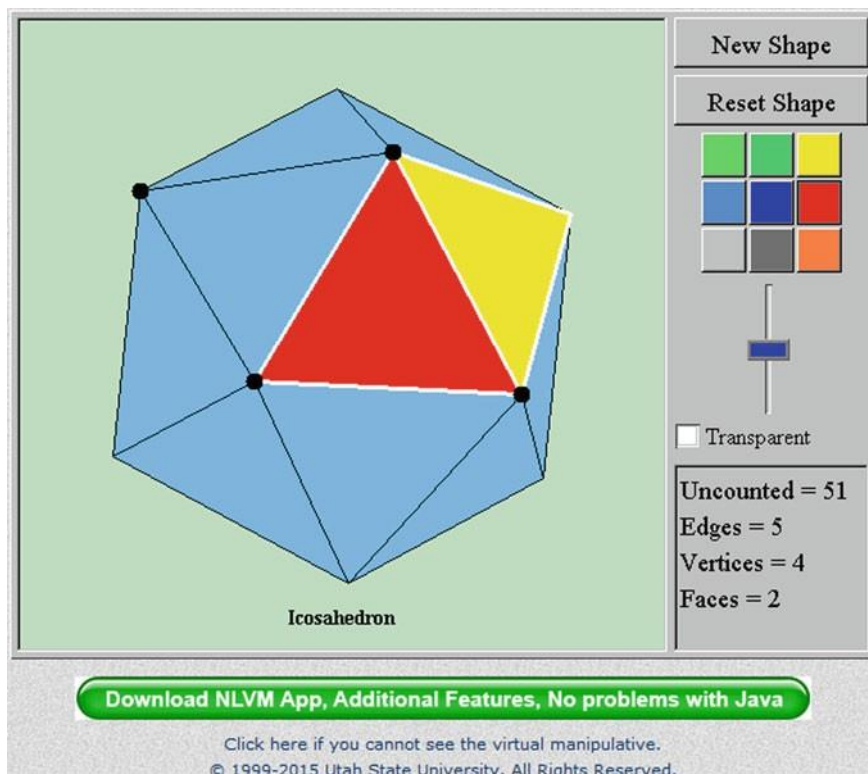 New Shape
Reset Shape
Transparent
Uncounted = 51
Edges = 5
Vertices = 4
Faces = 2
Icosahedron
Download NLVM App, Additional Features, No problems with Java
Click here if you cannot see the virtual manipulative.
© 1999-2015 Utah State University. All Rights Reserved.